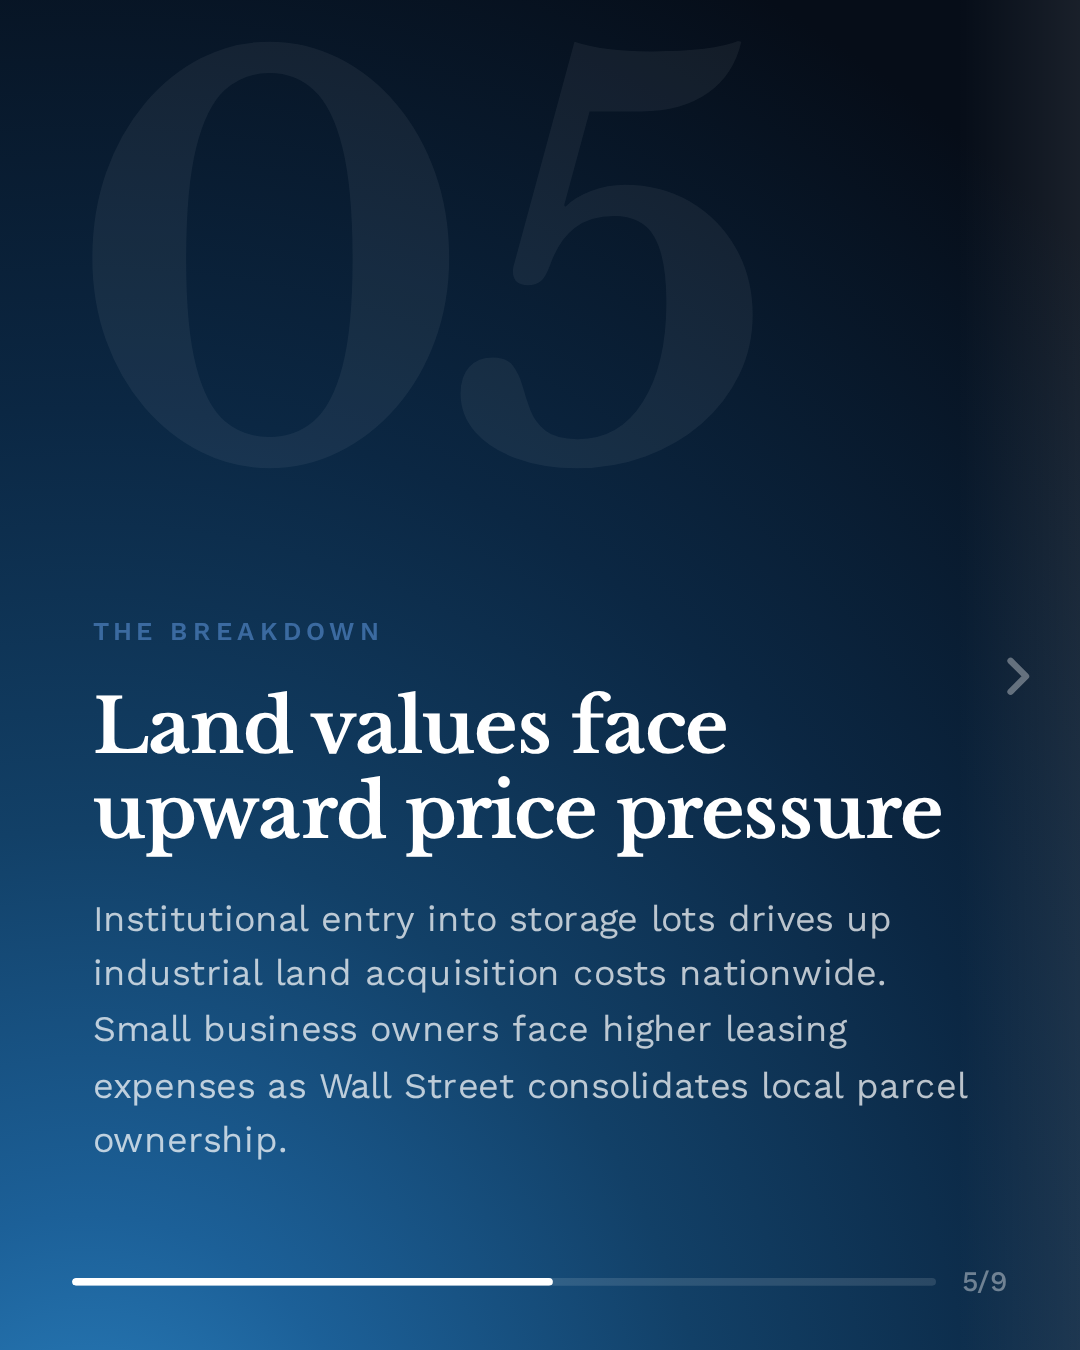 05
THE BREAKDOWN
Land values face
upward price pressure
Institutional entry into storage lots drives up
industrial land acquisition costs nationwide.
Small business owners face higher leasing
expenses as Wall Street consolidates local parcel
ownership.
5/9